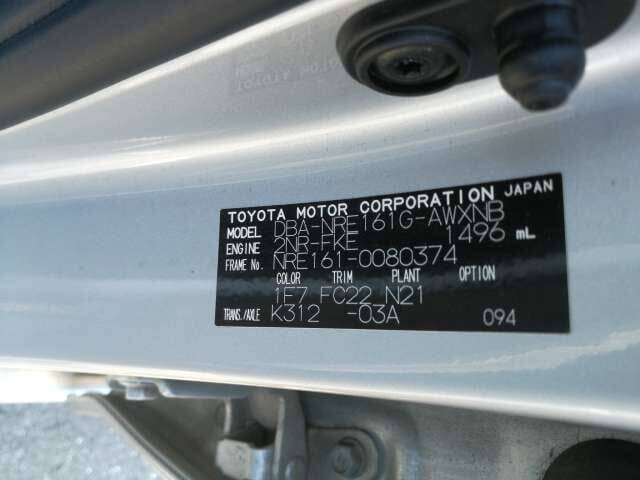 TOYOTA MOTOR CORPORATION JAPAN
MODEL DBA-NRE161G-AWXNB
ENGINE 2NR-FKE 1496 mL
FRAME No. NRE161-0080374
COLOR TRIM PLANT OPTION
1E7 FC22 N21
TRANS./AXLE K312 -03A 094